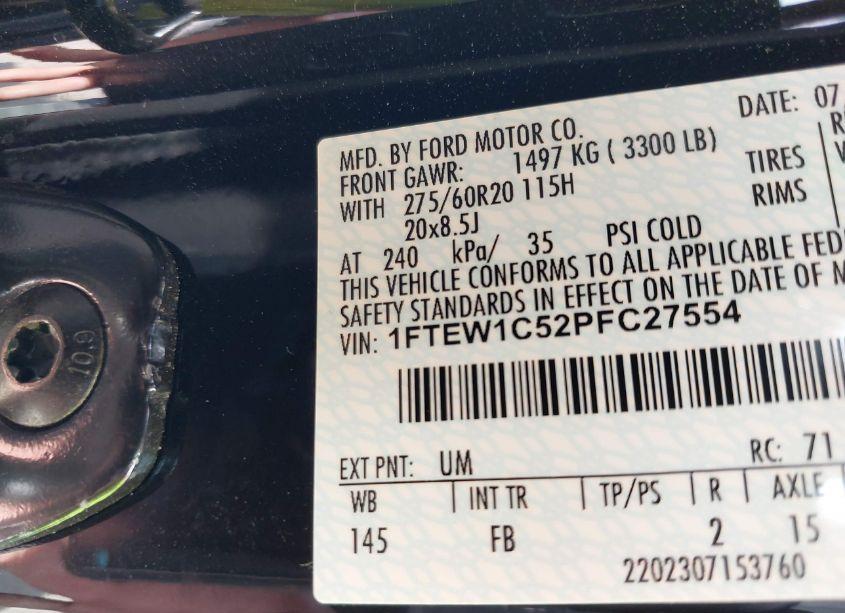 DATE: 07
MFD. BY FORD MOTOR CO.
FRONT GAWR: 1497 KG ( 3300 LB)
WITH 275/60R20 115H TIRES
20x8.5J RIMS
AT 240 kPa/ 35 PSI COLD
THIS VEHICLE CONFORMS TO ALL APPLICABLE FED
SAFETY STANDARDS IN EFFECT ON THE DATE OF M
VIN: 1FTEW1C52PFC27554
EXT PNT: UM RC: 71
WB INT TR TP/PS R AXLE
145 FB 2 15
2202307153760
10.9